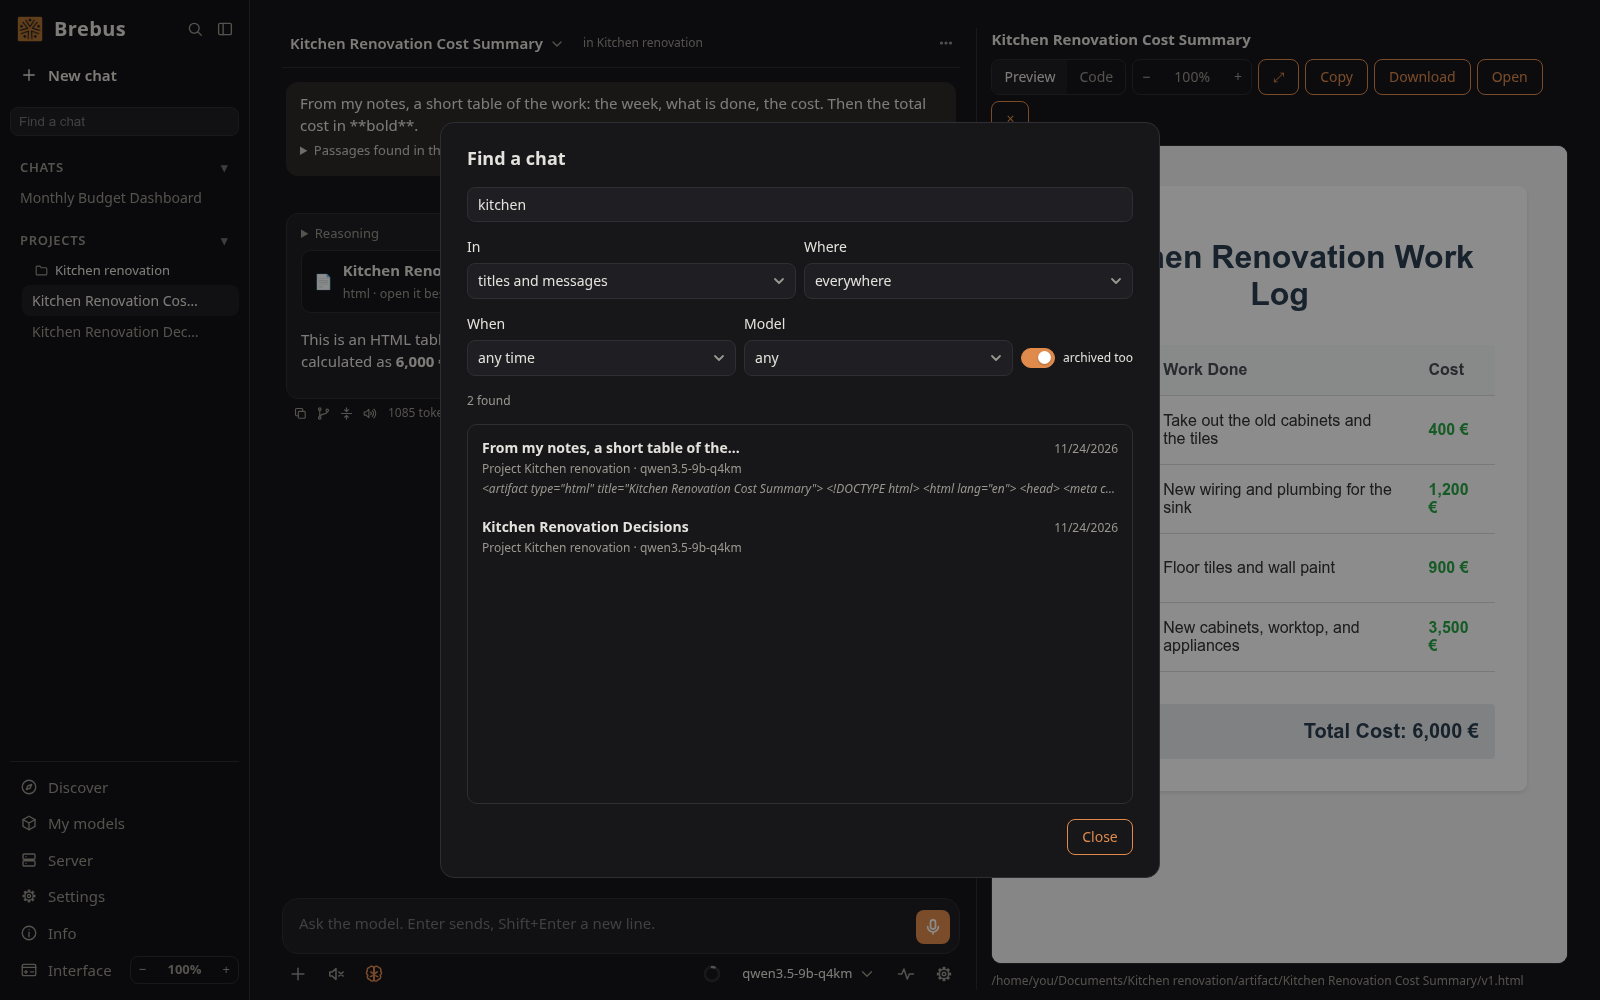 Brebus
New chat
Find a chat
CHATS
Monthly Budget Dashboard
PROJECTS
Kitchen renovation
Kitchen Renovation Cos...
Kitchen Renovation Dec...
Discover
My models
Server
Settings
Info
Interface
− 100% +
Kitchen Renovation Cost Summary
in Kitchen renovation
From my notes, a short table of the work: the week, what is done, the cost. Then the total
cost in **bold**.
Passages found in th
Reasoning
Kitchen Reno
html · open it bes
This is an HTML tabl
calculated as 6,000
1085 toke
Ask the model. Enter sends, Shift+Enter a new line.
qwen3.5-9b-q4km
Find a chat
kitchen
In
Where
titles and messages
everywhere
When
Model
any time
any
archived too
2 found
From my notes, a short table of the...
11/24/2026
Project Kitchen renovation · qwen3.5-9b-q4km
<artifact type="html" title="Kitchen Renovation Cost Summary"> <!DOCTYPE html> <html lang="en"> <head> <meta c...
Kitchen Renovation Decisions
11/24/2026
Project Kitchen renovation · qwen3.5-9b-q4km
Close
Kitchen Renovation Cost Summary
Preview
Code
− 100% +
Copy
Download
Open
×
hen Renovation Work
Log
Work Done
Cost
Take out the old cabinets and
the tiles
400 €
New wiring and plumbing for the
sink
1,200
€
Floor tiles and wall paint
900 €
New cabinets, worktop, and
appliances
3,500
€
Total Cost: 6,000 €
/home/you/Documents/Kitchen renovation/artifact/Kitchen Renovation Cost Summary/v1.html